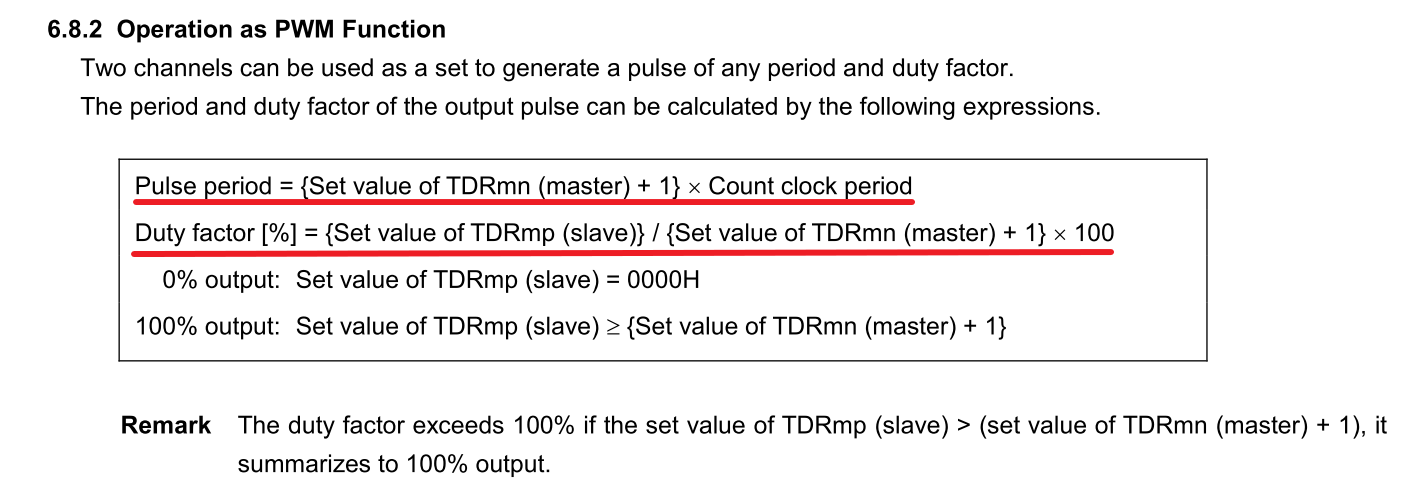 6.8.2 Operation as PWM Function
Two channels can be used as a set to generate a pulse of any period and duty factor.
The period and duty factor of the output pulse can be calculated by the following expressions.
Pulse period = {Set value of TDRmn (master) + 1} × Count clock period
Duty factor [%] = {Set value of TDRmp (slave)} / {Set value of TDRmn (master) + 1} × 100
0% output: Set value of TDRmp (slave) = 0000H
100% output: Set value of TDRmp (slave) ≥ {Set value of TDRmn (master) + 1}
Remark The duty factor exceeds 100% if the set value of TDRmp (slave) > (set value of TDRmn (master) + 1), it
summarizes to 100% output.